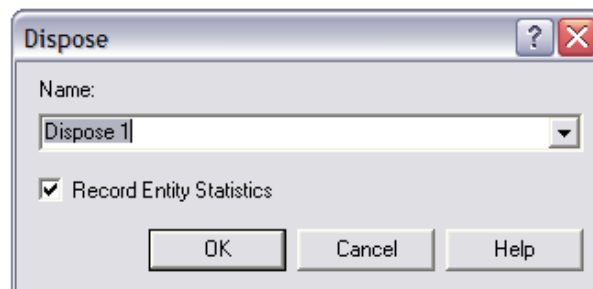 Dispose
?
Name:
Dispose 1
Record Entity Statistics
OK Cancel Help